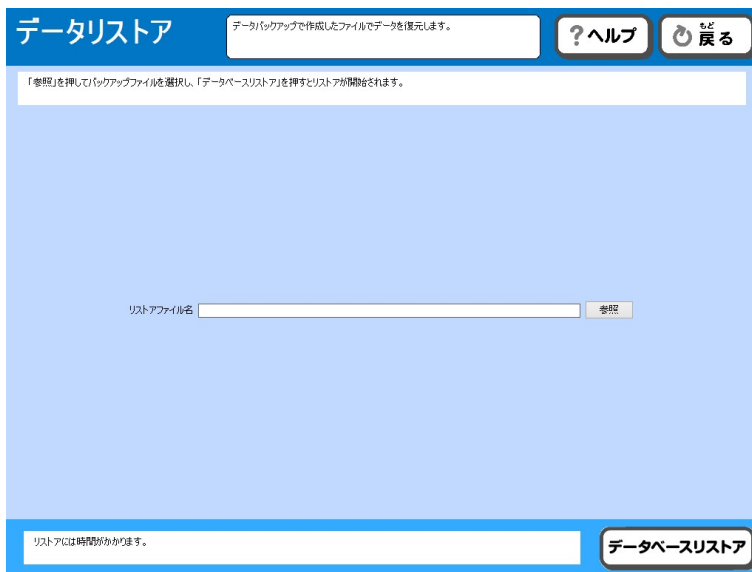 データリストア
データバックアップで作成したファイルでデータを復元します。
?ヘルプ
もど
戻る
「参照」を押してバックアップファイルを選択し、「データベースリストア」を押すとリストアが開始されます。
リストアファイル名
参照
リストアには時間がかかります。
データベースリストア